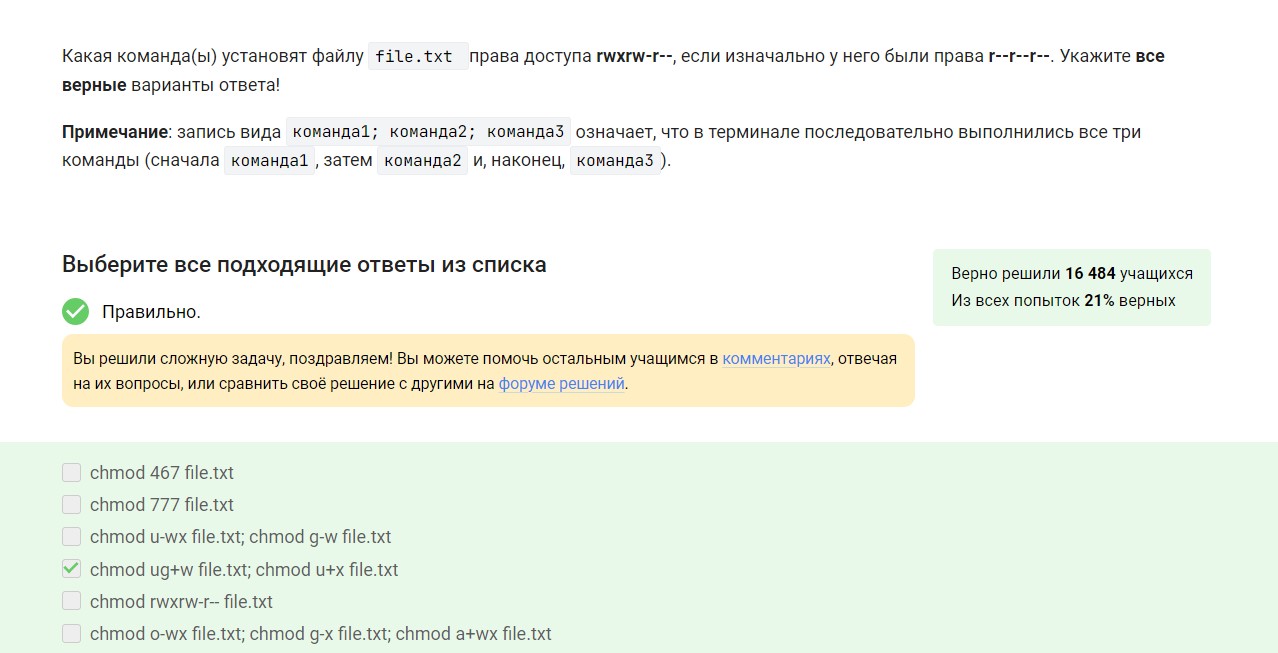 Какая команда(ы) установят файлу file.txt права доступа rwxrw-r--, если изначально у него были права r--r--r--. Укажите все
верные варианты ответа!
Примечание: запись вида команда1; команда2; команда3 означает, что в терминале последовательно выполнились все три
команды (сначала команда1, затем команда2 и, наконец, команда3).
Выберите все подходящие ответы из списка
Верно решили 16 484 учащихся
Из всех попыток 21% верных
Правильно.
Вы решили сложную задачу, поздравляем! Вы можете помочь остальным учащимся в комментариях, отвечая
на их вопросы, или сравнить своё решение с другими на форуме решений.
chmod 467 file.txt
chmod 777 file.txt
chmod u-wx file.txt; chmod g-w file.txt
chmod ug+w file.txt; chmod u+x file.txt
chmod rwxrw-r-- file.txt
chmod o-wx file.txt; chmod g-x file.txt; chmod a+wx file.txt